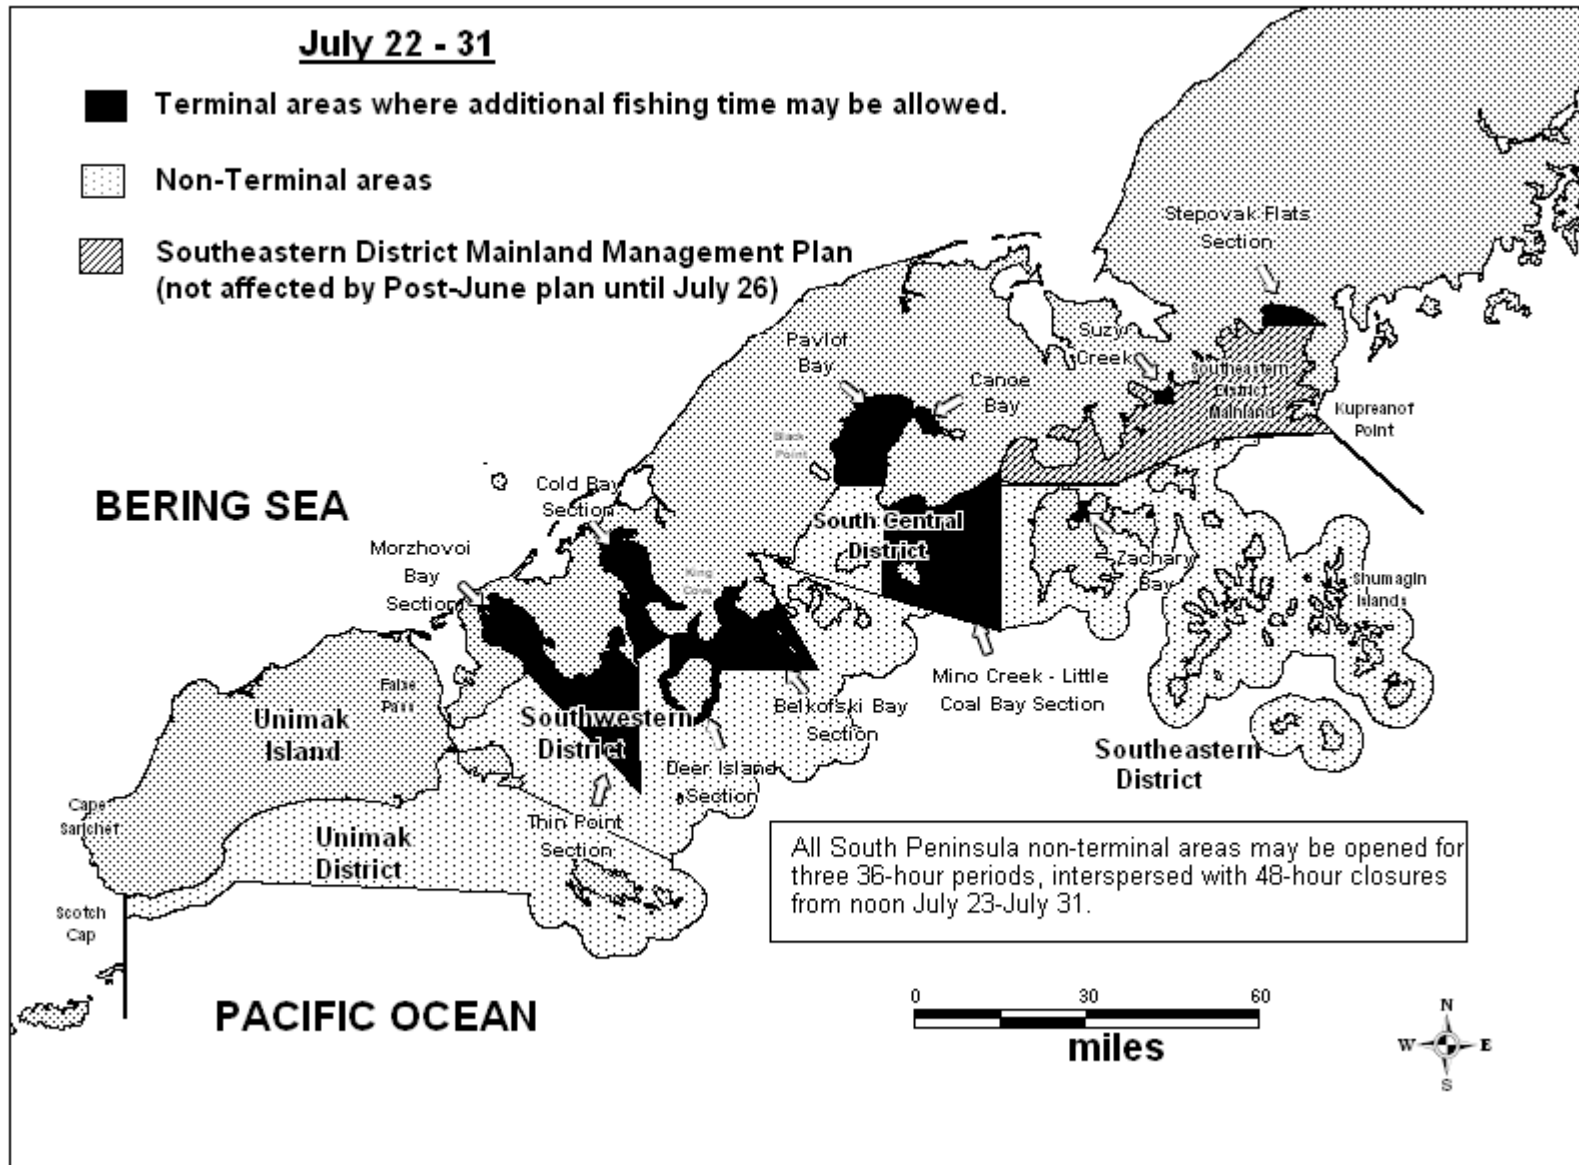 July 22 - 31
Terminal areas where additional fishing time may be allowed.
Non-Terminal areas
Southeastern District Mainland Management Plan
(not affected by Post-June plan until July 26)
Stepovak Flats
Section
Suzy
Creek
Pavlof
Bay
Canoe
Bay
Southeastern
District
Mainland
Kupreanof
Point
Black
Point
Cold Bay
Section
BERING SEA
South Central
District
Morzhovoi
Bay
Section
King
Cove
Zachary
Bay
Shumagin
Islands
Mino Creek - Little
Coal Bay Section
False
Pass
Belkofski Bay
Section
Unimak
Island
Southwestern
District
Southeastern
District
Deer Island
Section
Cape
Sarichef
Thin Point
Section
Unimak
District
All South Peninsula non-terminal areas may be opened for
three 36-hour periods, interspersed with 48-hour closures
from noon July 23-July 31.
Scotch
Cap
PACIFIC OCEAN
0 30 60
miles
N
W E
S